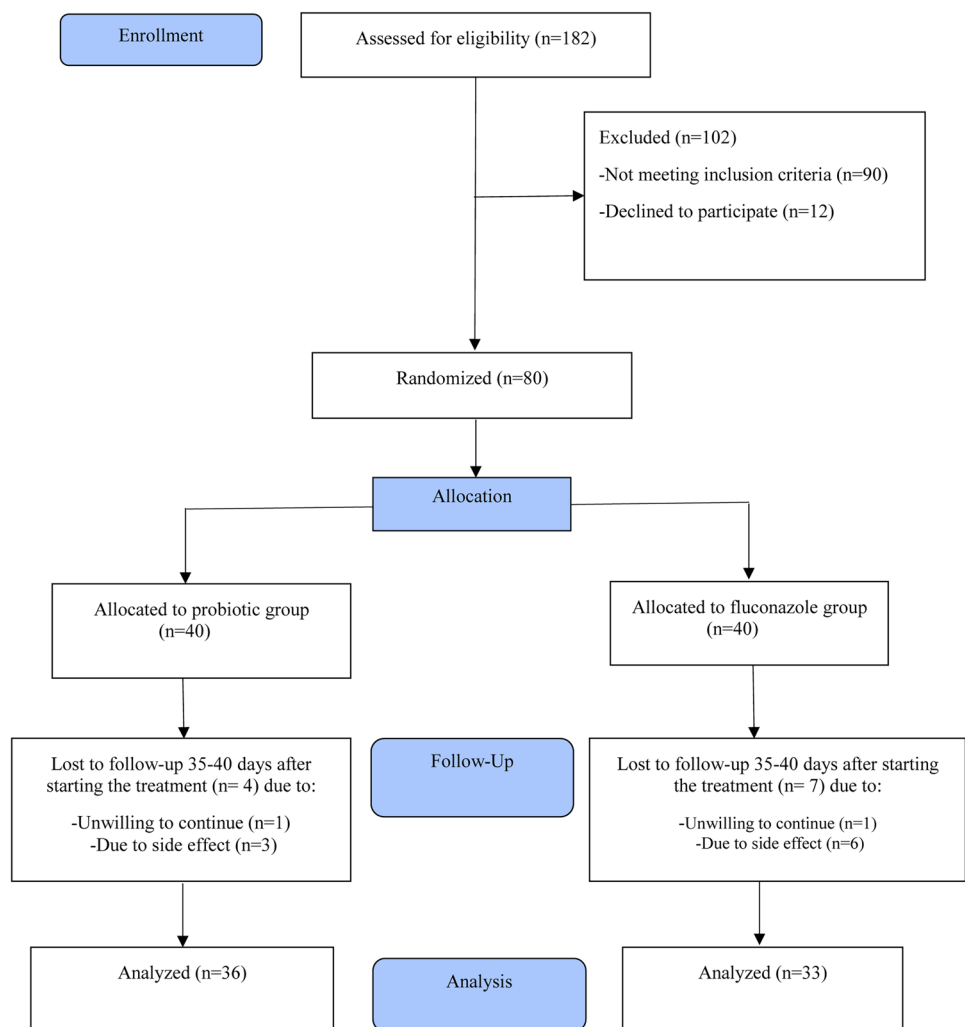 Enrollment
Assessed for eligibility (n=182)
Excluded (n=102)
-Not meeting inclusion criteria (n=90)
-Declined to participate (n=12)
Randomized (n=80)
Allocation
Allocated to probiotic group
(n=40)
Allocated to fluconazole group
(n=40)
Lost to follow-up 35-40 days after
starting the treatment (n= 4) due to:
-Unwilling to continue (n=1)
-Due to side effect (n=3)
Follow-Up
Lost to follow-up 35-40 days after starting
the treatment (n= 7) due to:
-Unwilling to continue (n=1)
-Due to side effect (n=6)
Analyzed (n=36)
Analysis
Analyzed (n=33)